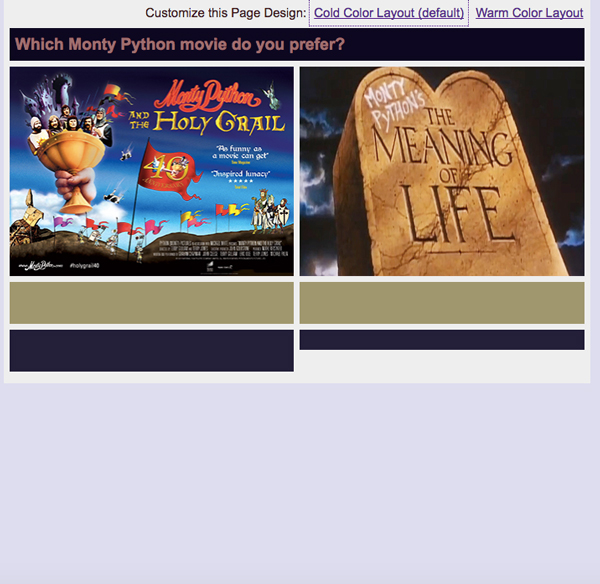 Customize this Page Design: Cold Color Layout (default) Warm Color Layout
Which Monty Python movie do you prefer?
Monty Python
AND THE HOLY GRAIL
"As funny as
a movie can get"
"Inspired lunacy"
★★★★★
40
#holygrail40
MONTY
PYTHON'S
THE
MEANING
OF
LIFE